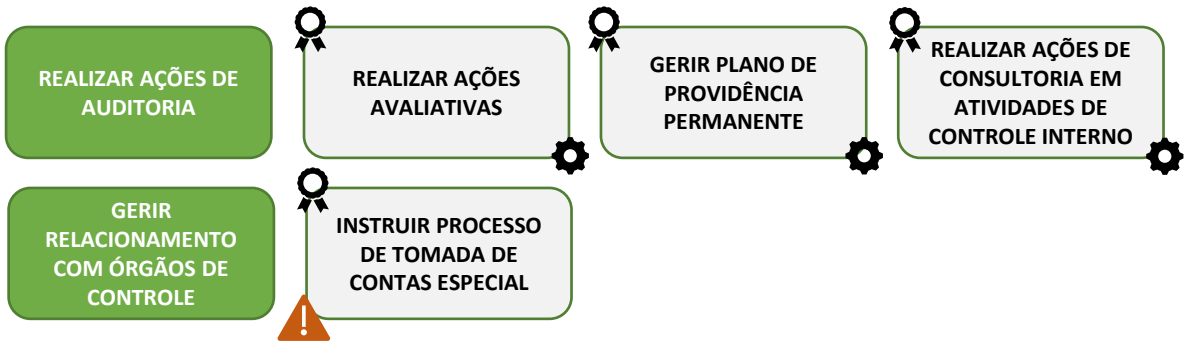 REALIZAR AÇÕES DE
AUDITORIA
REALIZAR AÇÕES
AVALIATIVAS
GERIR PLANO DE
PROVIDÊNCIA
PERMANENTE
REALIZAR AÇÕES DE
CONSULTORIA EM
ATIVIDADES DE
CONTROLE INTERNO
GERIR
RELACIONAMENTO
COM ÓRGÃOS DE
CONTROLE
INSTRUIR PROCESSO
DE TOMADA DE
CONTAS ESPECIAL